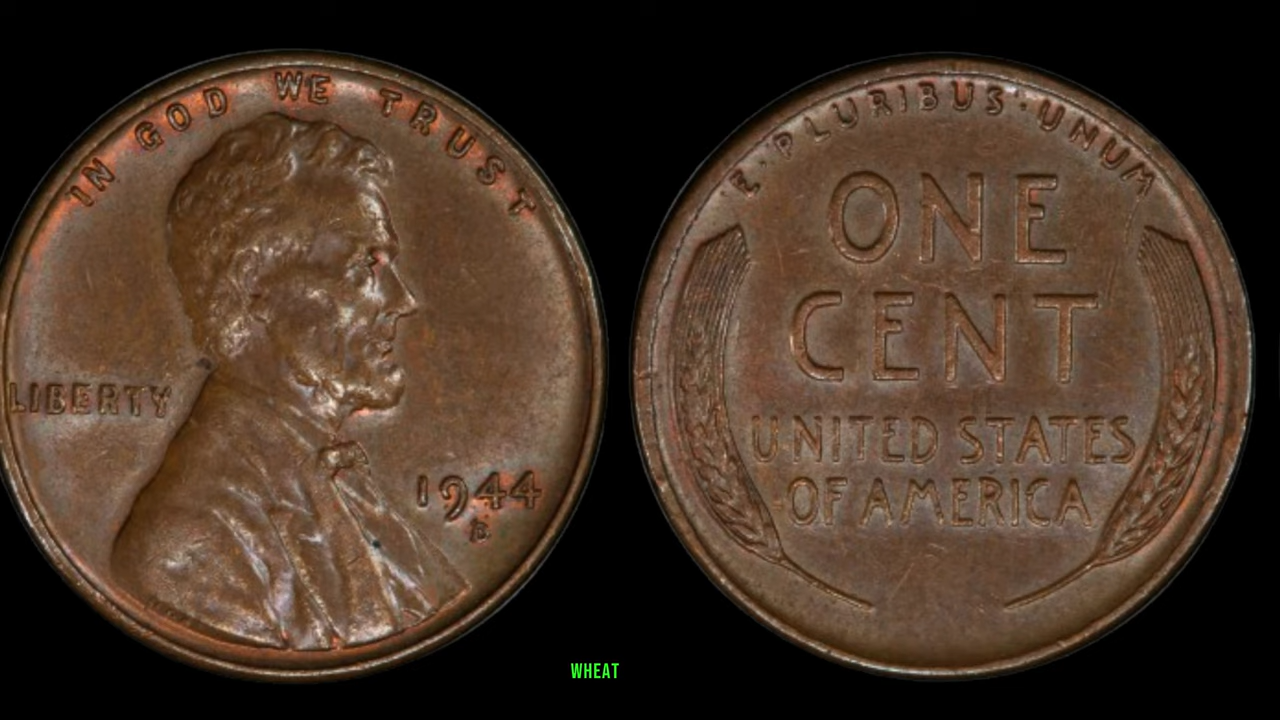 IN GOD WE TRUST
LIBERTY
1944
E·PLURIBUS·UNUM
ONE
CENT
UNITED STATES
OF AMERICA
WHEAT